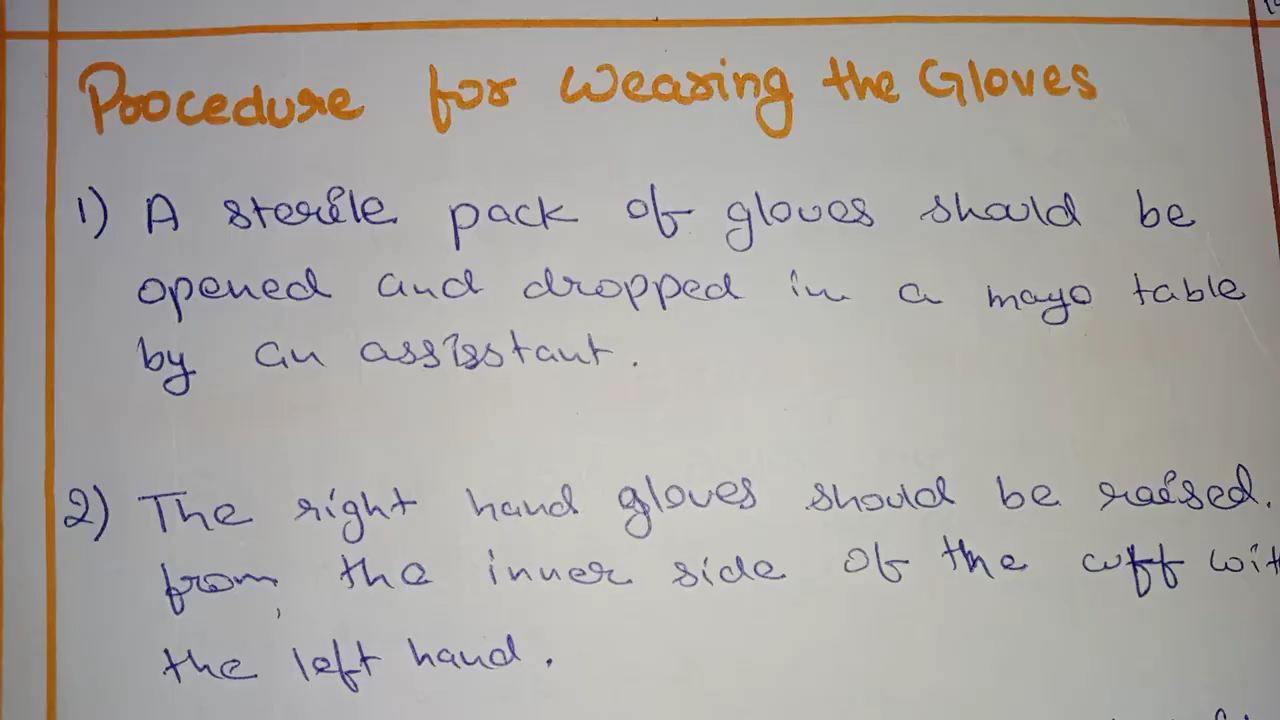 Procedure for Wearing the Gloves
1) A sterile pack of gloves should be
opened and dropped in a mayo table
by an assisstant.
2) The right hand gloves should be raised.
from the inner side of the cuff wit
the left hand.